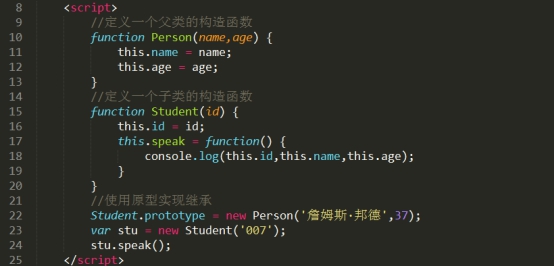 8 <script>
9 //定义一个父类的构造函数
10 function Person(name,age) {
11 this.name = name;
12 this.age = age;
13 }
14 //定义一个子类的构造函数
15 function Student(id) {
16 this.id = id;
17 this.speak = function() {
18 console.log(this.id,this.name,this.age);
19 }
20 }
21 //使用原型实现继承
22 Student.prototype = new Person('詹姆斯·邦德',37);
23 var stu = new Student('007');
24 stu.speak();
25 </script>